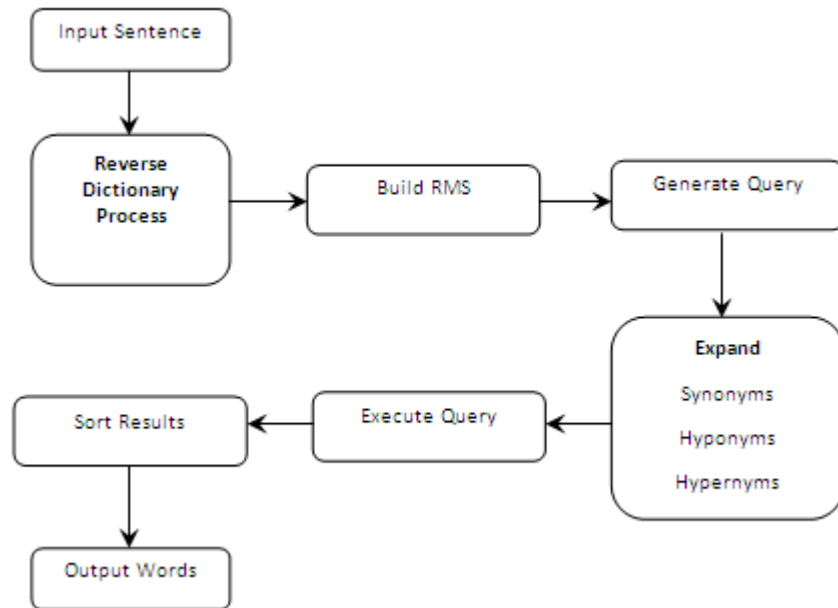 Input Sentence
Reverse
Dictionary
Process
Build RMS
Generate Query
Expand
Synonyms
Hyponyms
Hypernyms
Execute Query
Sort Results
Output Words